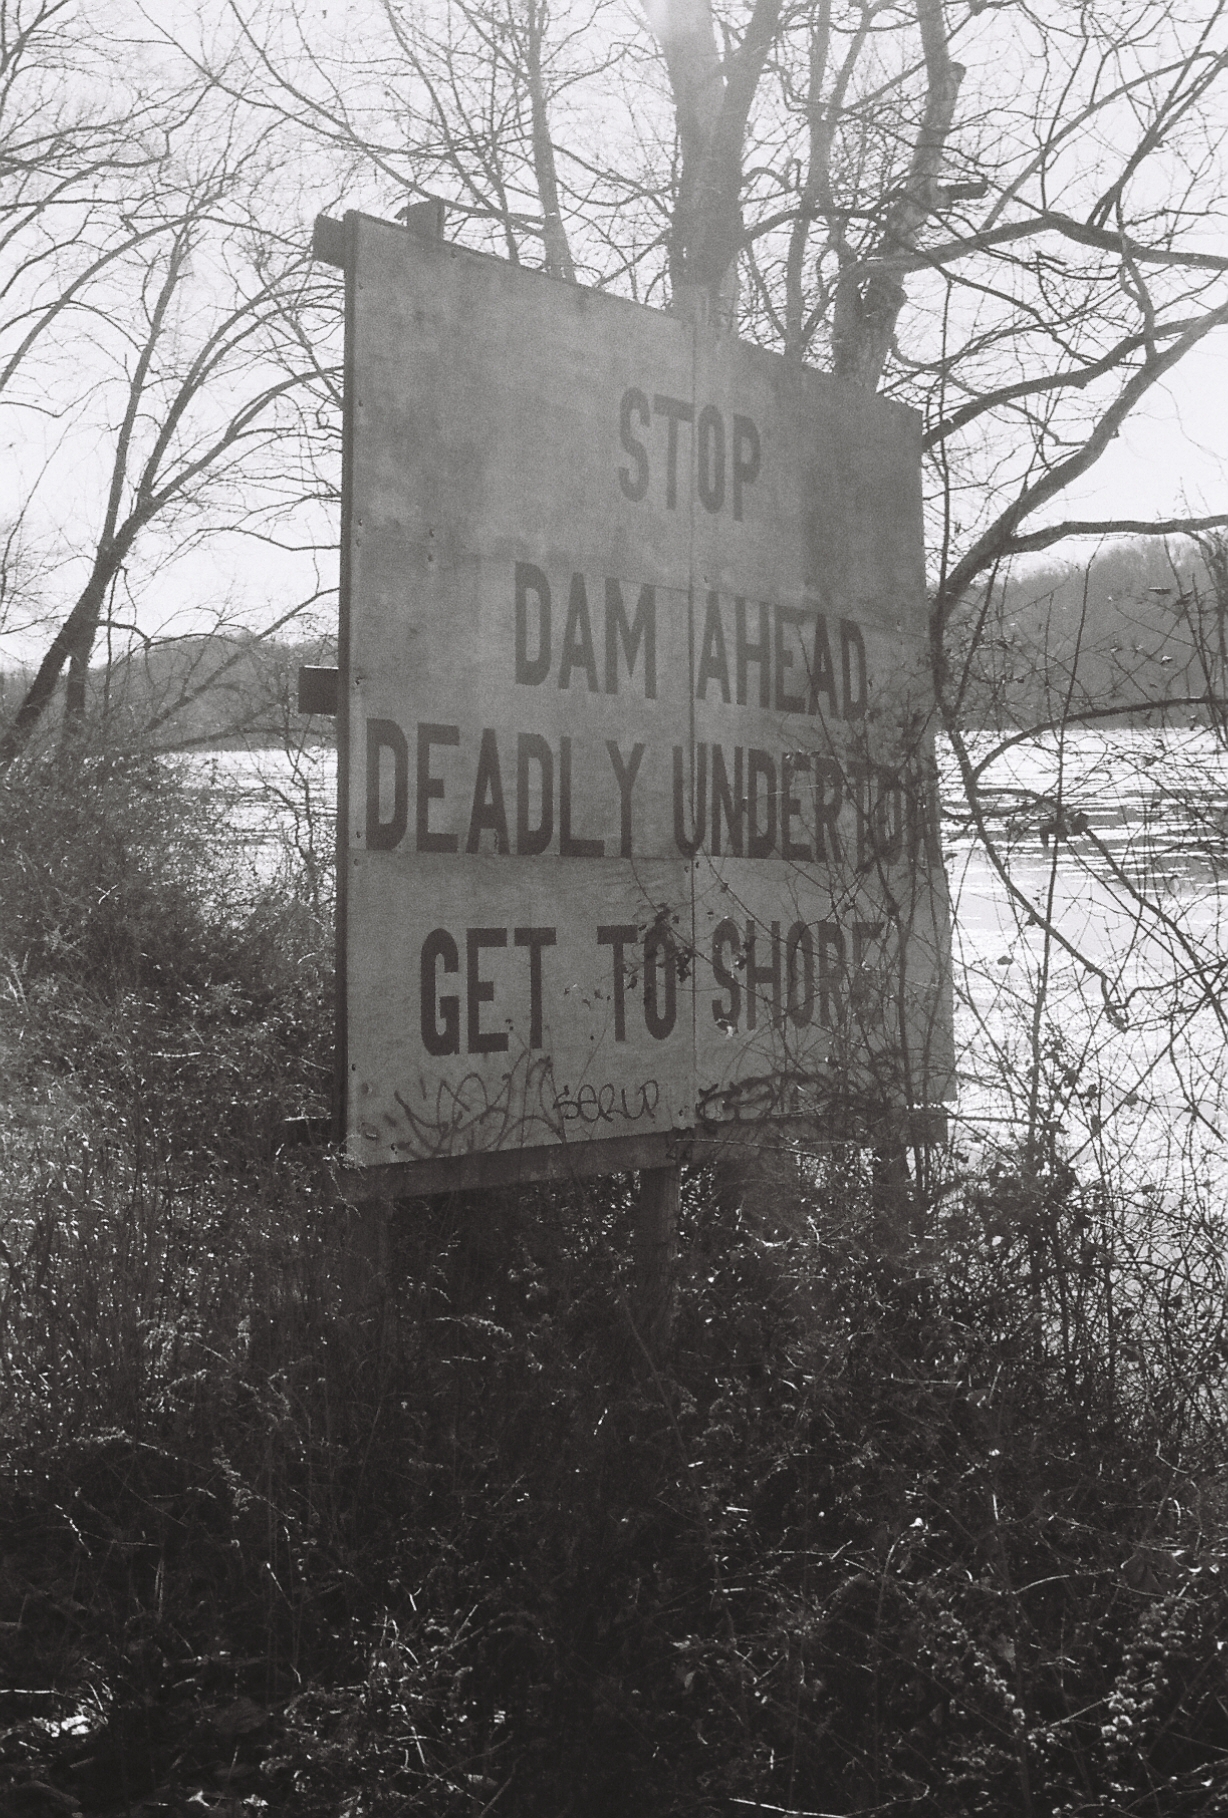 STOP
DAM AHEAD
DEADLY UNDERTOW
GET TO SHORE